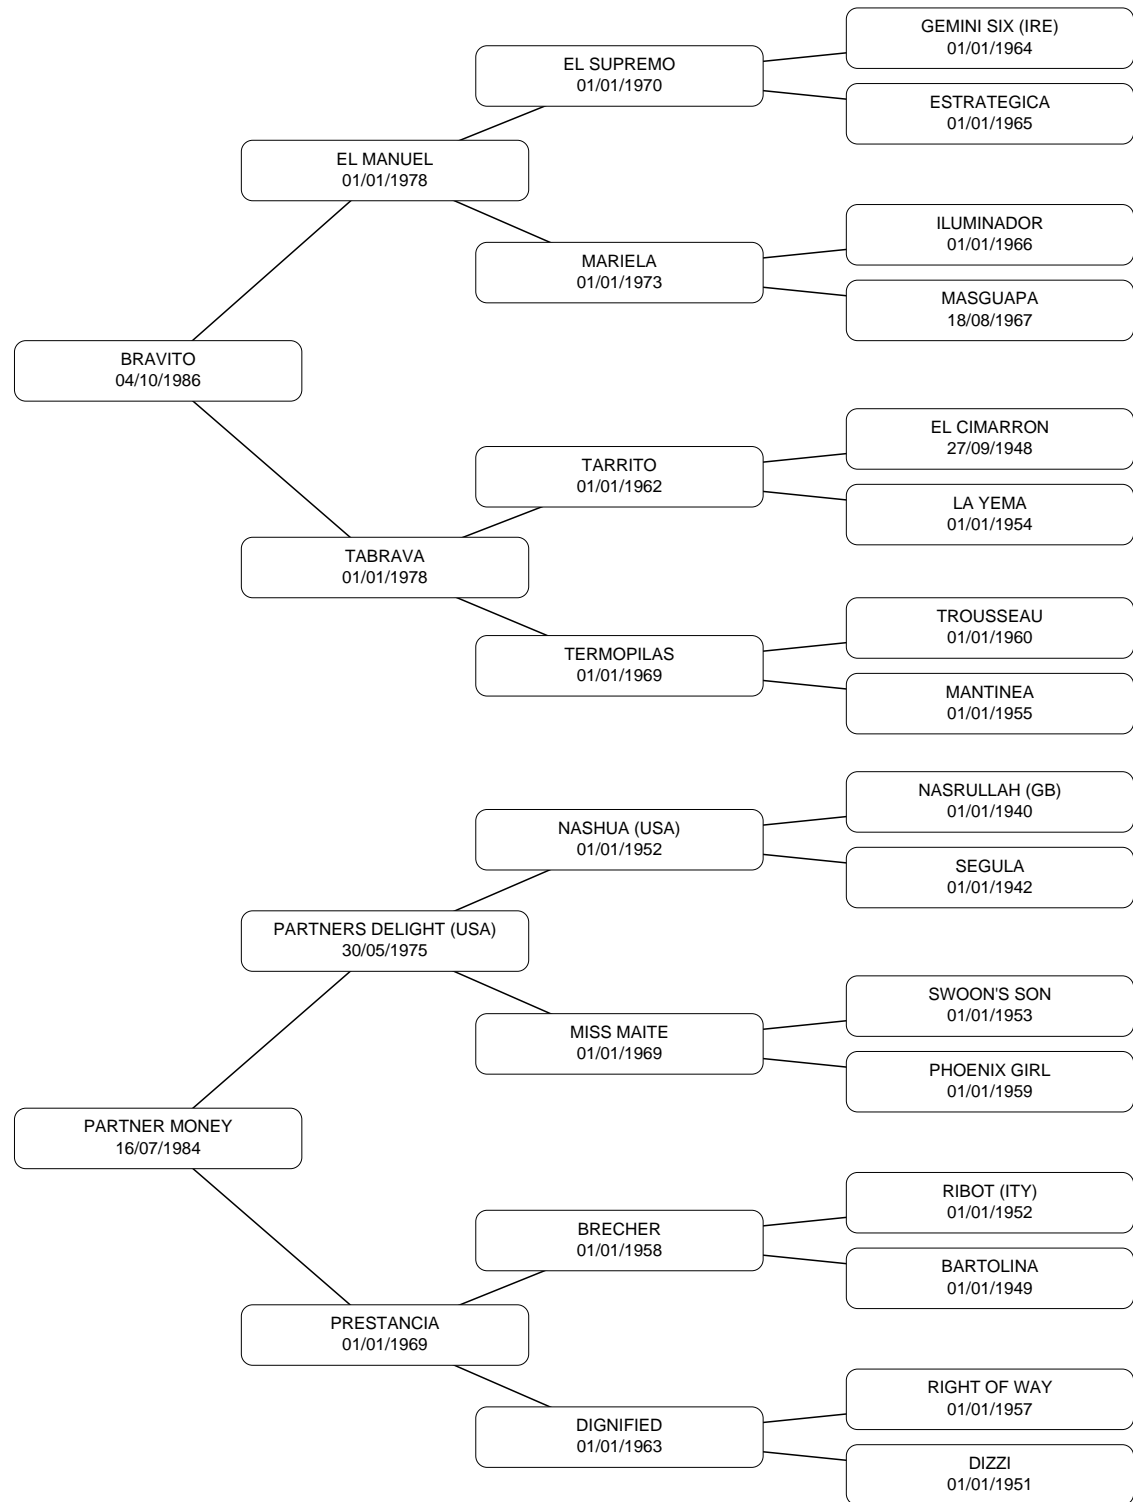 GEMINI SIX (IRE)
01/01/1964
EL SUPREMO
01/01/1970
ESTRATEGICA
01/01/1965
EL MANUEL
01/01/1978
ILUMINADOR
01/01/1966
MARIELA
01/01/1973
MASGUAPA
18/08/1967
BRAVITO
04/10/1986
EL CIMARRON
27/09/1948
TARRITO
01/01/1962
LA YEMA
01/01/1954
TABRAVA
01/01/1978
TROUSSEAU
01/01/1960
TERMOPILAS
01/01/1969
MANTINEA
01/01/1955
NASRULLAH (GB)
01/01/1940
NASHUA (USA)
01/01/1952
SEGULA
01/01/1942
PARTNERS DELIGHT (USA)
30/05/1975
SWOON'S SON
01/01/1953
MISS MAITE
01/01/1969
PHOENIX GIRL
01/01/1959
PARTNER MONEY
16/07/1984
RIBOT (ITY)
01/01/1952
BRECHER
01/01/1958
BARTOLINA
01/01/1949
PRESTANCIA
01/01/1969
RIGHT OF WAY
01/01/1957
DIGNIFIED
01/01/1963
DIZZI
01/01/1951